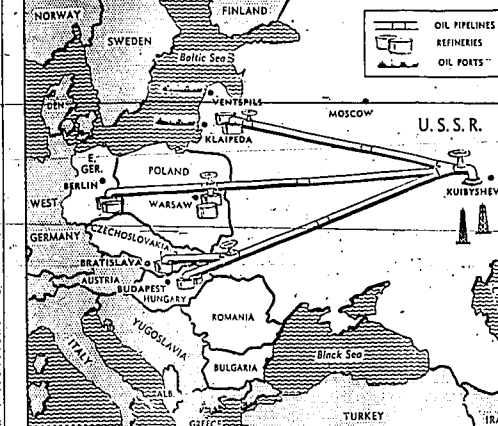 NORWAY
FINLAND
SWEDEN
OIL PIPELINES
REFINERIES
OIL PORTS
Baltic Sea
DEN.
VENTSPILS
MOSCOW
KLAIPEDA
U.S.S.R.
E.
GER.
BERLIN
POLAND
WARSAW
KUIBYSHEV
WEST
GERMANY
CZECHOSLOVAKIA
BRATISLAVA
AUSTRIA
BUDAPEST
HUNGARY
ROMANIA
ITALY
YUGOSLAVIA
Black Sea
BULGARIA
ALB.
GREECE
TURKEY
IRA